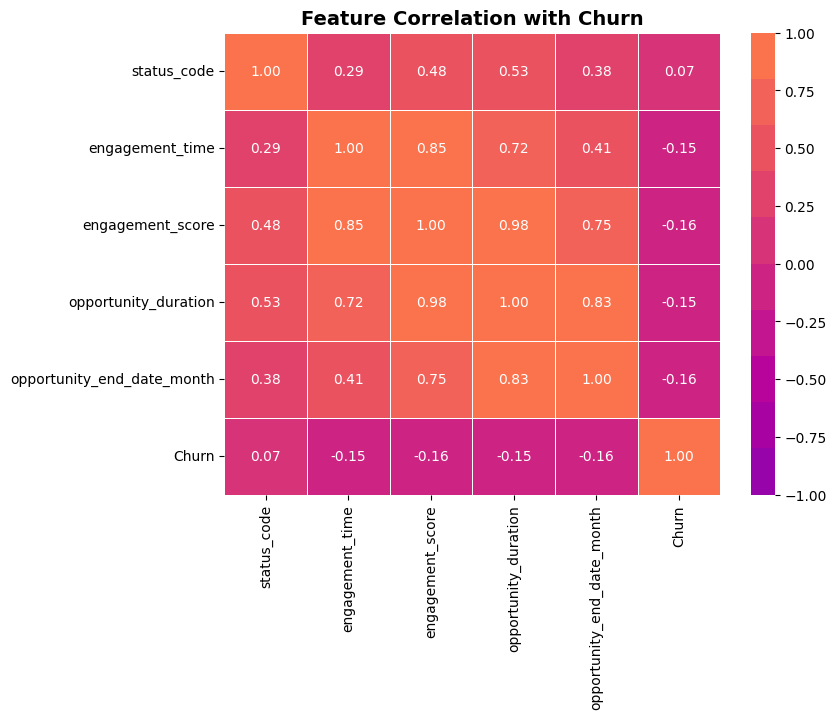 Feature Correlation with Churn
status_code 1.00 0.29 0.48 0.53 0.38 0.07
engagement_time 0.29 1.00 0.85 0.72 0.41 -0.15
engagement_score 0.48 0.85 1.00 0.98 0.75 -0.16
opportunity_duration 0.53 0.72 0.98 1.00 0.83 -0.15
opportunity_end_date_month 0.38 0.41 0.75 0.83 1.00 -0.16
Churn 0.07 -0.15 -0.16 -0.15 -0.16 1.00
status_code
engagement_time
engagement_score
opportunity_duration
opportunity_end_date_month
Churn
1.00
0.75
0.50
0.25
0.00
−0.25
−0.50
−0.75
−1.00